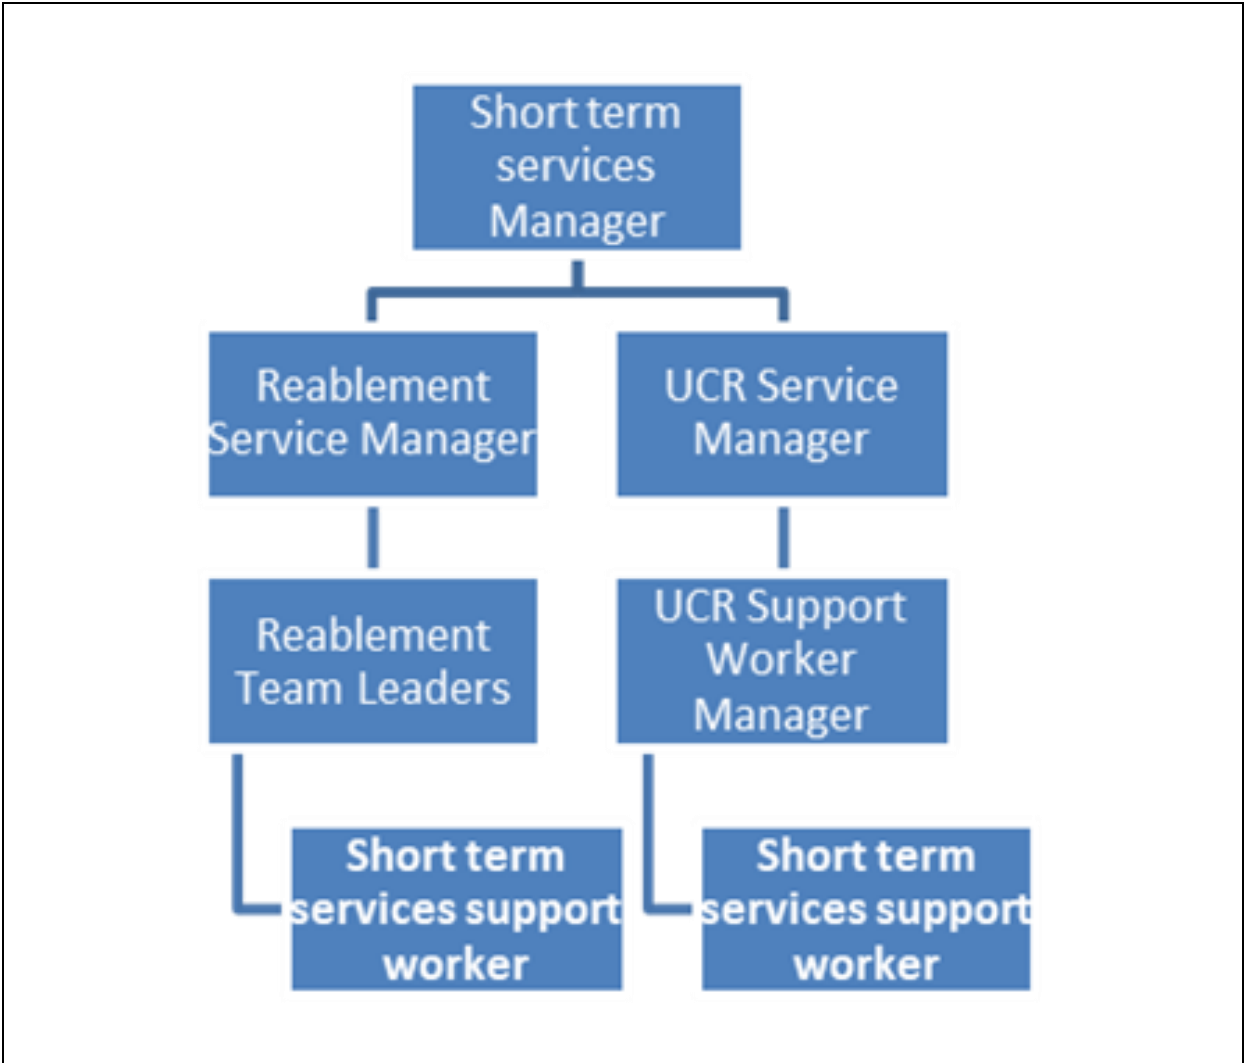 Short term
services
Manager
Reablement
Service Manager
UCR Service
Manager
Reablement
Team Leaders
UCR Support
Worker
Manager
Short term
services support
worker
Short term
services support
worker